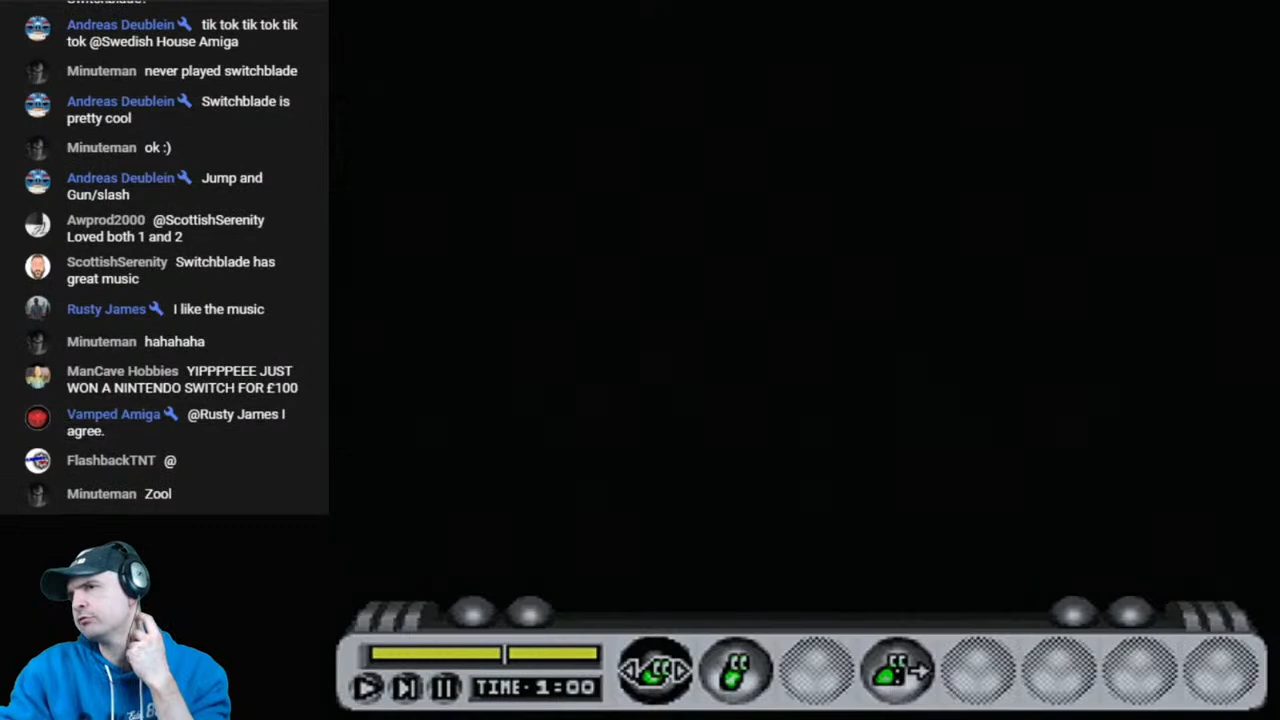 Andreas Deublein tik tok tik tok tik
tok @Swedish House Amiga
Minuteman never played switchblade
Andreas Deublein Switchblade is
pretty cool
Minuteman ok :)
Andreas Deublein Jump and
Gun/slash
Awprod2000 @ScottishSerenity
Loved both 1 and 2
ScottishSerenity Switchblade has
great music
Rusty James I like the music
Minuteman hahahaha
ManCave Hobbies YIPPPPEEE JUST
WON A NINTENDO SWITCH FOR £100
Vamped Amiga @Rusty James I
agree.
FlashbackTNT @
Minuteman Zool
TIME·1:00